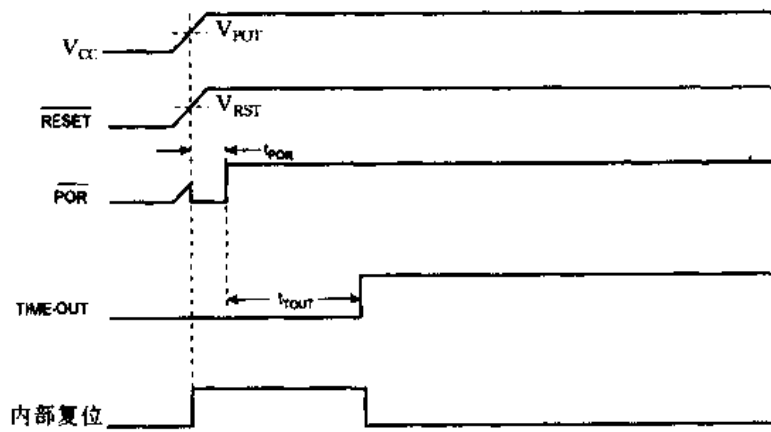 V_CC
V_POT
RESET
V_RST
t_POR
POR
t_TOUT
TIME-OUT
内部复位